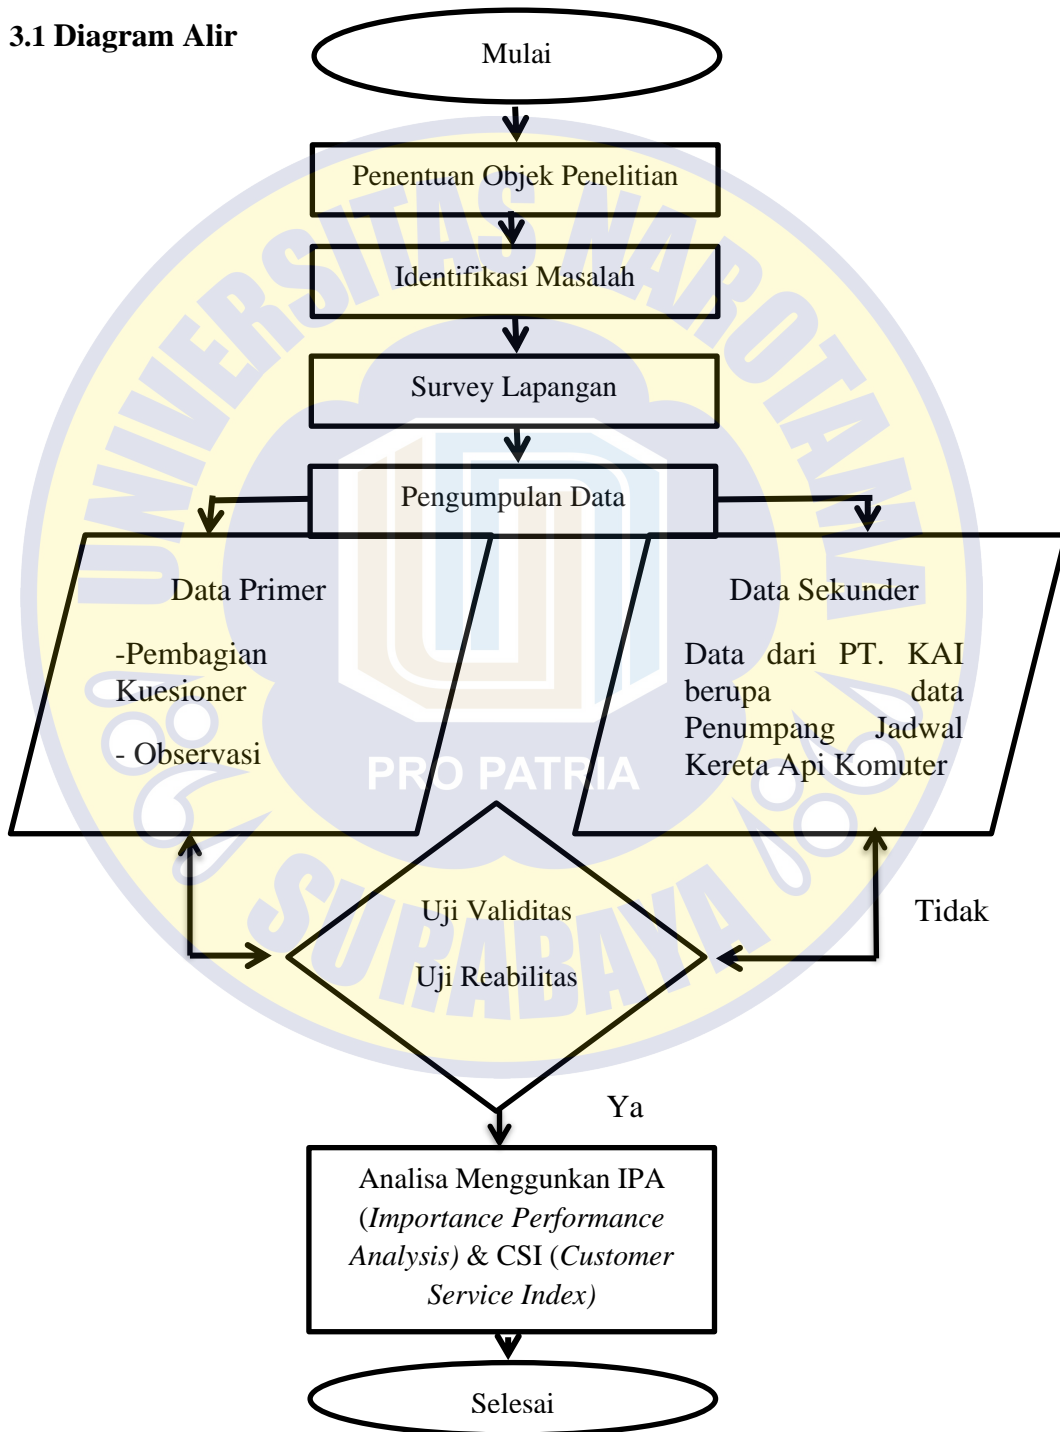 3.1 Diagram Alir
Mulai
Penentuan Objek Penelitian
Identifikasi Masalah
Survey Lapangan
Pengumpulan Data
Data Primer
-Pembagian
Kuesioner
- Observasi
Data Sekunder
Data dari PT. KAI
berupa data
Penumpang Jadwal
Kereta Api Komuter
Uji Validitas
Uji Reabilitas
Tidak
Ya
Analisa Menggunkan IPA
(Importance Performance
Analysis) & CSI (Customer
Service Index)
Selesai
UNIVERSITAS NAROTAMA
PRO PATRIA
SURABAYA